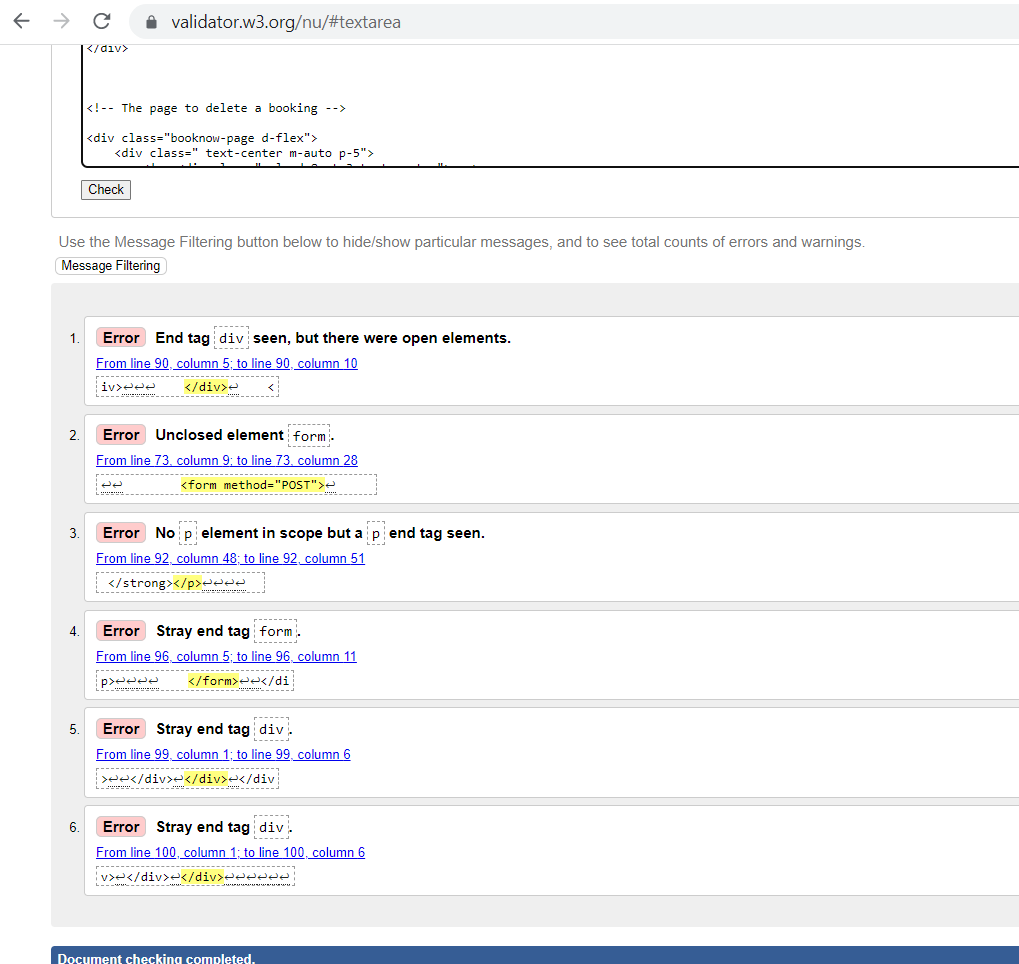 validator.w3.org/nu/#textarea
</div>
<!-- The page to delete a booking -->
<div class="booknow-page d-flex">
<div class=" text-center m-auto p-5">
Check
Use the Message Filtering button below to hide/show particular messages, and to see total counts of errors and warnings.
Message Filtering
1. Error End tag div seen, but there were open elements.
From line 90, column 5; to line 90, column 10
iv>↩↩↩ </div>↩ <
2. Error Unclosed element form.
From line 73, column 9; to line 73, column 28
↩↩ <form method="POST">↩
3. Error No p element in scope but a p end tag seen.
From line 92, column 48; to line 92, column 51
</strong></p>↩↩↩↩
4. Error Stray end tag form.
From line 96, column 5; to line 96, column 11
p>↩↩↩↩ </form>↩↩</di
5. Error Stray end tag div.
From line 99, column 1; to line 99, column 6
>↩↩</div>↩</div>↩</div
6. Error Stray end tag div.
From line 100, column 1; to line 100, column 6
v>↩</div>↩</div>↩↩↩↩↩↩
Document checking completed.